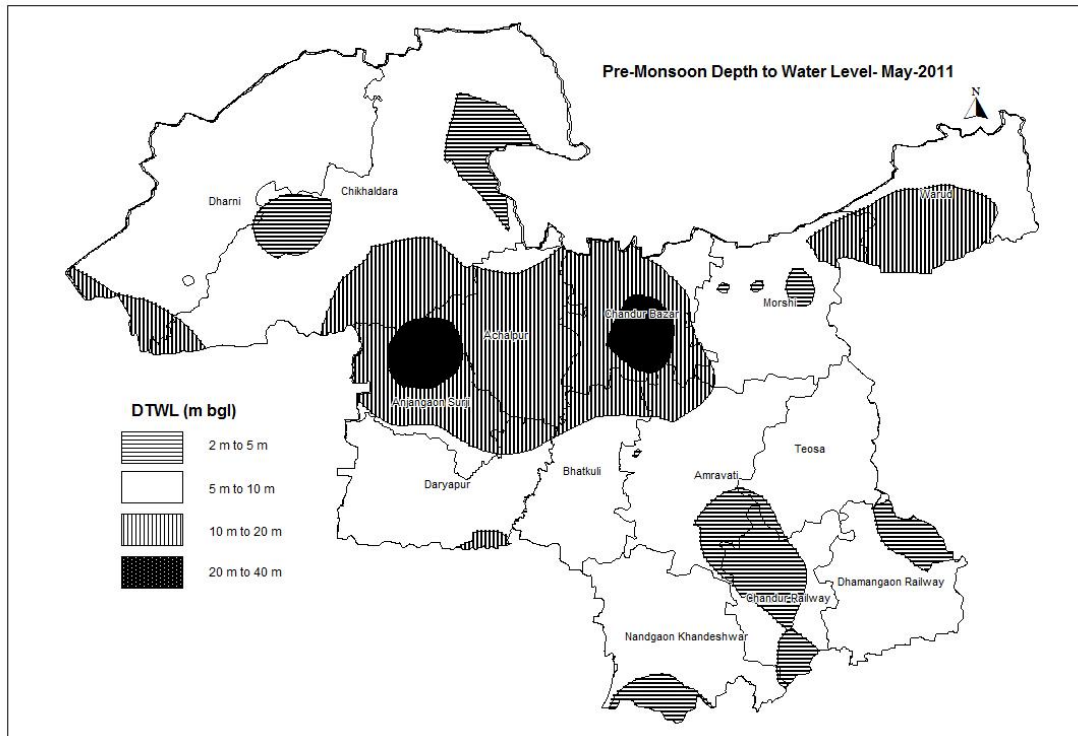 Pre-Monsoon Depth to Water Level- May-2011
N
Warud
Chikhaldara
Dharni
Morshi
Chandur Bazar
Achalpur
Anjangaon Surji
DTWL (m bgl)
2 m to 5 m
5 m to 10 m
10 m to 20 m
20 m to 40 m
Teosa
Bhatkuli
Amravati
Daryapur
Dhamangaon Railway
Chandur Railway
Nandgaon Khandeshwar